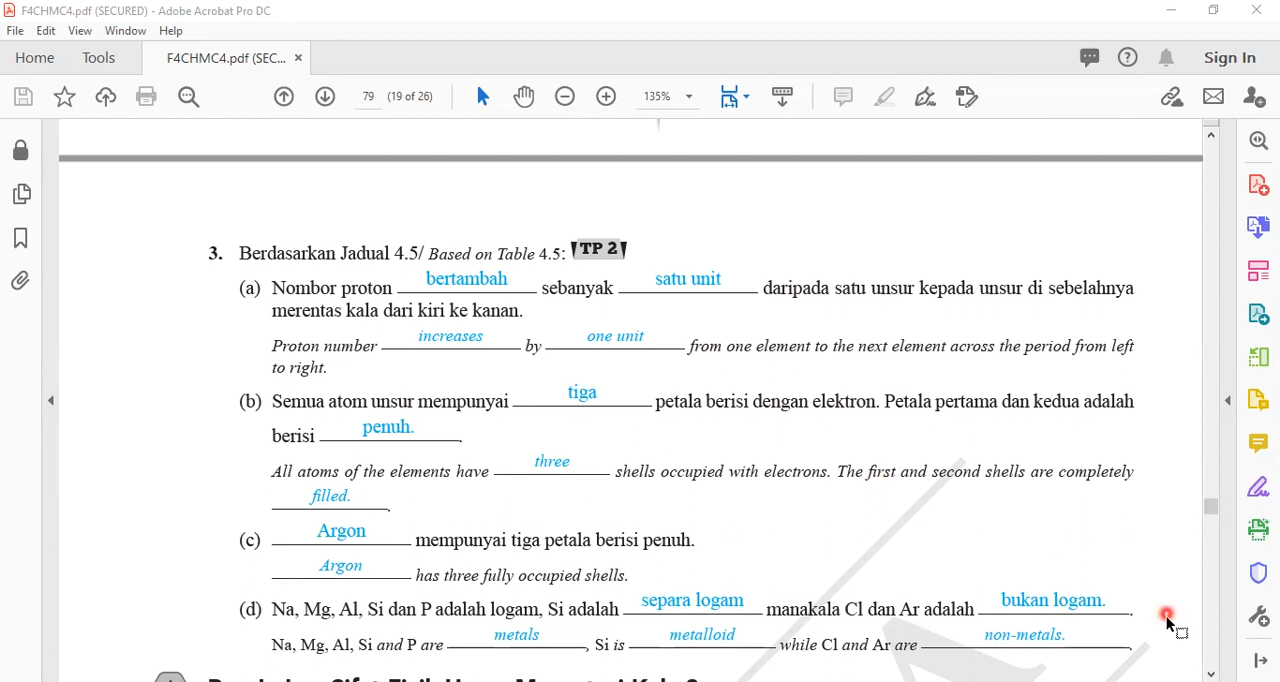 F4CHMC4.pdf (SECURED) - Adobe Acrobat Pro DC
File Edit View Window Help
Home Tools F4CHMC4.pdf (SEC... × Sign In
79 (19 of 26) 135%
3. Berdasarkan Jadual 4.5/ Based on Table 4.5: TP 2
(a) Nombor proton bertambah sebanyak satu unit daripada satu unsur kepada unsur di sebelahnya
merentas kala dari kiri ke kanan.
Proton number increases by one unit from one element to the next element across the period from left
to right.
(b) Semua atom unsur mempunyai tiga petala berisi dengan elektron. Petala pertama dan kedua adalah
berisi penuh. .
All atoms of the elements have three shells occupied with electrons. The first and second shells are completely
filled. .
(c) Argon mempunyai tiga petala berisi penuh.
Argon has three fully occupied shells.
(d) Na, Mg, Al, Si dan P adalah logam, Si adalah separa logam manakala Cl dan Ar adalah bukan logam. .
Na, Mg, Al, Si and P are metals , Si is metalloid while Cl and Ar are non-metals. .